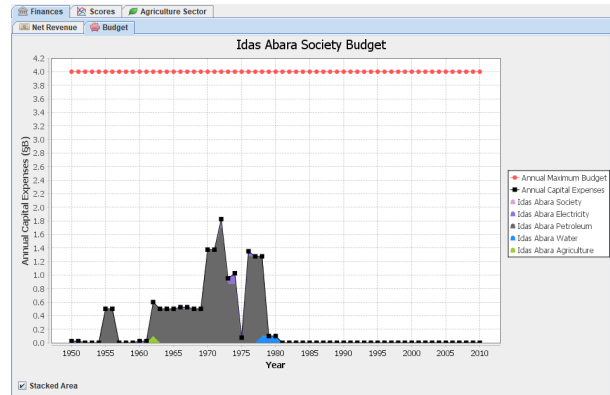 Finances Scores Agriculture Sector
Net Revenue Budget
Idas Abara Society Budget
Annual Capital Expenses (§B)
4.2
4.0
3.8
3.6
3.4
3.2
3.0
2.8
2.6
2.4
2.2
2.0
1.8
1.6
1.4
1.2
1.0
0.8
0.6
0.4
0.2
0.0
1950 1955 1960 1965 1970 1975 1980 1985 1990 1995 2000 2005 2010
Year
Annual Maximum Budget
Annual Capital Expenses
Idas Abara Society
Idas Abara Electricity
Idas Abara Petroleum
Idas Abara Water
Idas Abara Agriculture
Stacked Area